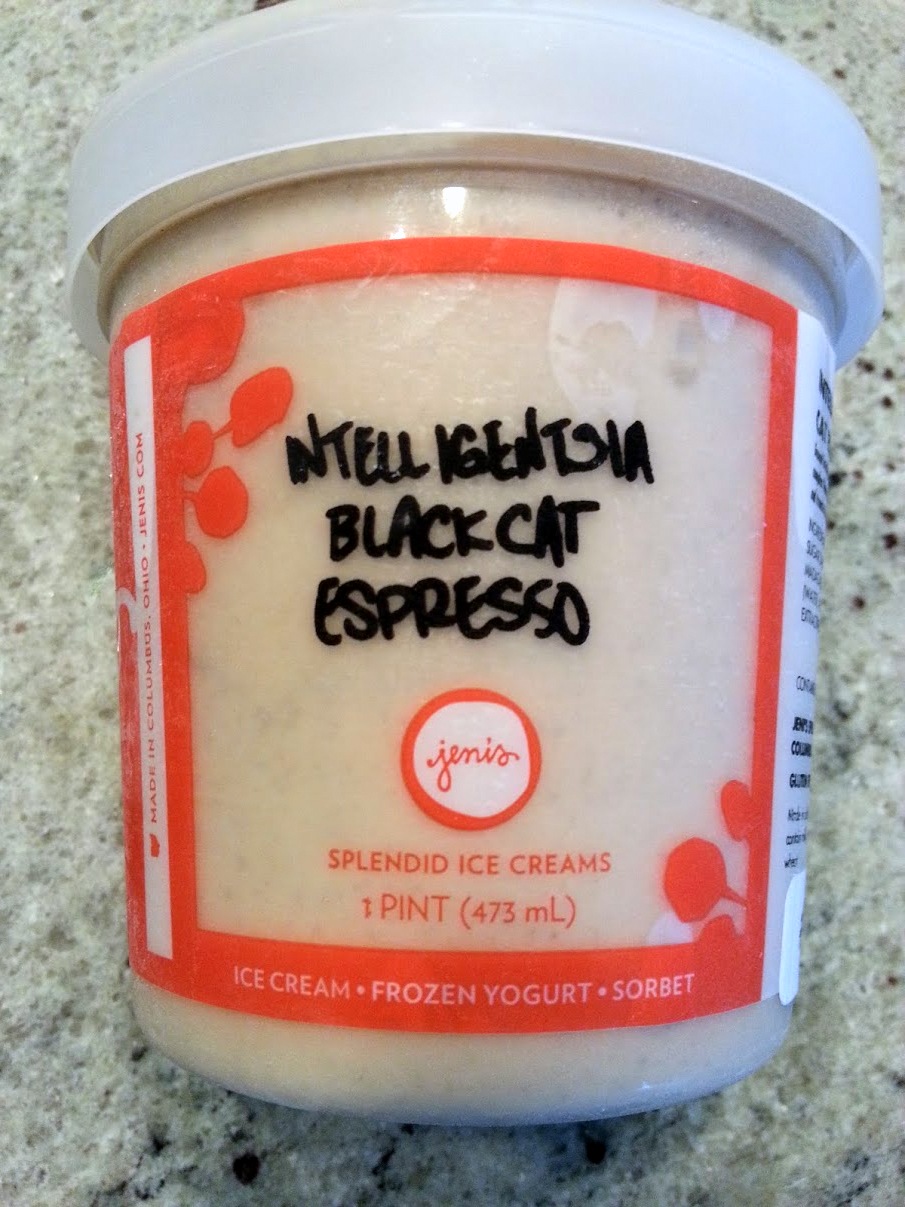 NTELLIGENTSIA
BLACK CAT
ESPRESSO
jenis
SPLENDID ICE CREAMS
1 PINT (473 mL)
ICE CREAM • FROZEN YOGURT • SORBET
MADE IN COLUMBUS, OHIO • JENIS.COM